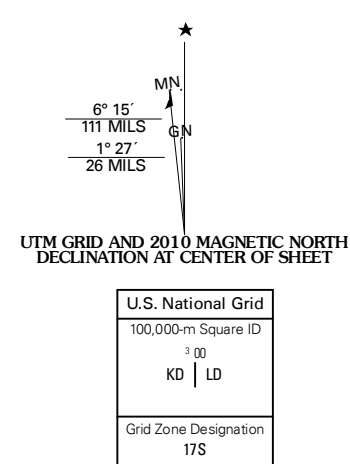 MN
6° 15´
111 MILS
GN
1° 27´
26 MILS
UTM GRID AND 2010 MAGNETIC NORTH
DECLINATION AT CENTER OF SHEET
U.S. National Grid
100,000-m Square ID
3 00
KD LD
Grid Zone Designation
17S